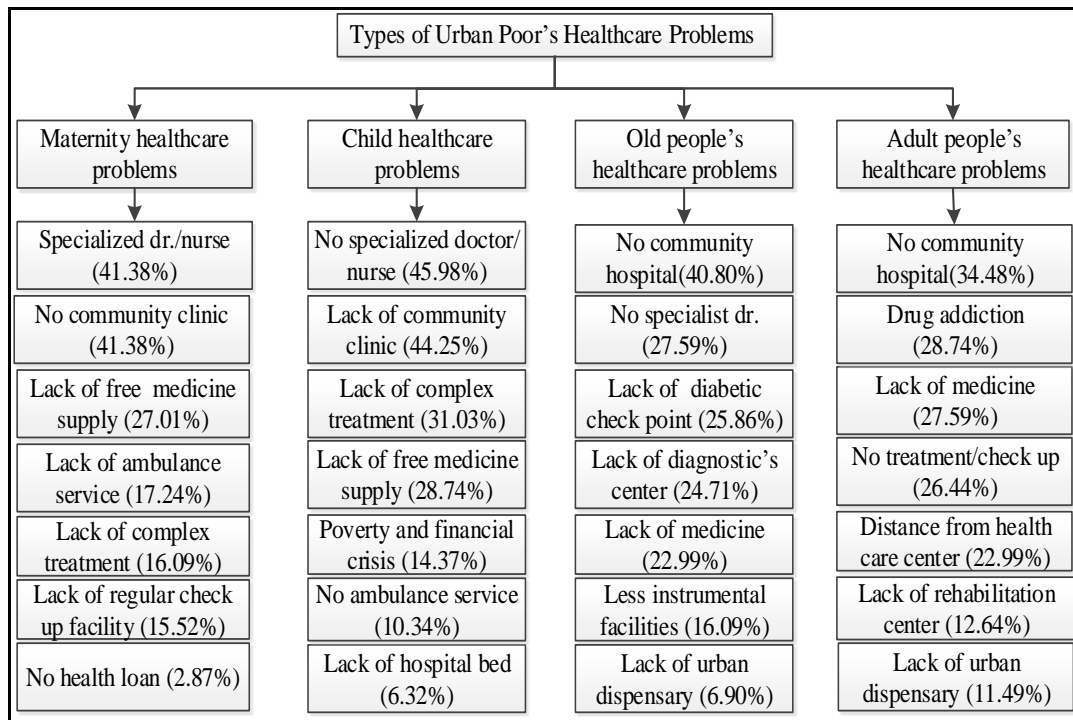 Types of Urban Poor's Healthcare Problems
Maternity healthcare
problems
Child healthcare
problems
Old people's
healthcare problems
Adult people's
healthcare problems
Specialized dr./nurse
(41.38%)
No community clinic
(41.38%)
Lack of free medicine
supply (27.01%)
Lack of ambulance
service (17.24%)
Lack of complex
treatment (16.09%)
Lack of regular check
up facility (15.52%)
No health loan (2.87%)
No specialized doctor/
nurse (45.98%)
Lack of community
clinic (44.25%)
Lack of complex
treatment (31.03%)
Lack of free medicine
supply (28.74%)
Poverty and financial
crisis (14.37%)
No ambulance service
(10.34%)
Lack of hospital bed
(6.32%)
No community
hospital(40.80%)
No specialist dr.
(27.59%)
Lack of diabetic
check point (25.86%)
Lack of diagnostic's
center (24.71%)
Lack of medicine
(22.99%)
Less instrumental
facilities (16.09%)
Lack of urban
dispensary (6.90%)
No community
hospital(34.48%)
Drug addiction
(28.74%)
Lack of medicine
(27.59%)
No treatment/check up
(26.44%)
Distance from health
care center (22.99%)
Lack of rehabilitation
center (12.64%)
Lack of urban
dispensary (11.49%)